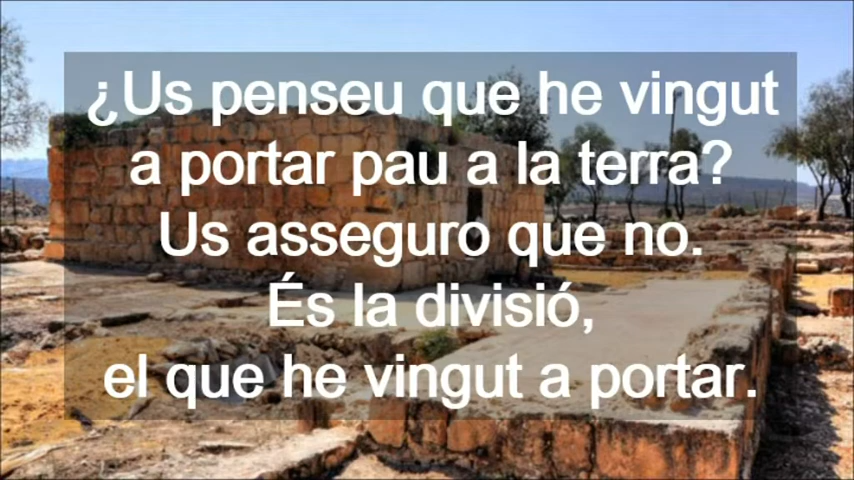 ¿Us penseu que he vingut
a portar pau a la terra?
Us asseguro que no.
És la divisió,
el que he vingut a portar.